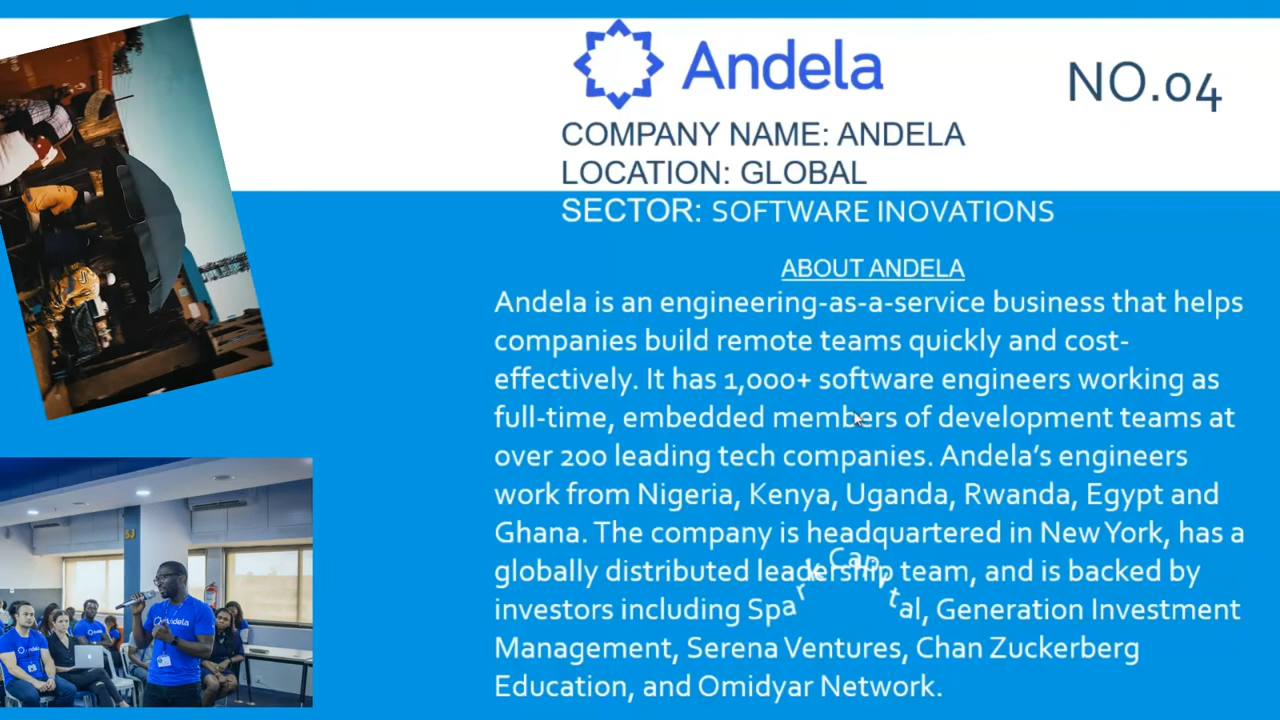 Andela
NO.04
COMPANY NAME: ANDELA
LOCATION: GLOBAL
SECTOR: SOFTWARE INOVATIONS
ABOUT ANDELA
Andela is an engineering-as-a-service business that helps
companies build remote teams quickly and cost-
effectively. It has 1,000+ software engineers working as
full-time, embedded members of development teams at
over 200 leading tech companies. Andela’s engineers
work from Nigeria, Kenya, Uganda, Rwanda, Egypt and
Ghana. The company is headquartered in New York, has a
globally distributed leadership team, and is backed by
investors including Spark Capital, Generation Investment
Management, Serena Ventures, Chan Zuckerberg
Education, and Omidyar Network.
Andela
Andela